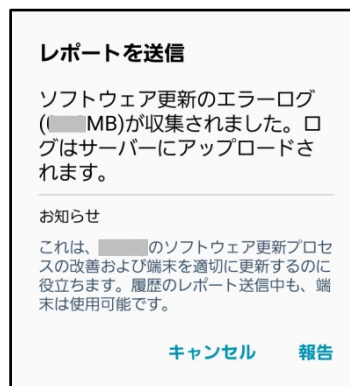 レポートを送信
ソフトウェア更新のエラーログ
( MB)が収集されました。ロ
グはサーバーにアップロードさ
れます。
お知らせ
これは、 のソフトウェア更新プロセ
スの改善および端末を適切に更新するのに
役立ちます。履歴のレポート送信中も、端
末は使用可能です。
キャンセル 報告